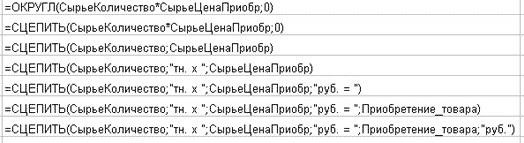 =ОКРУГЛ(СырьеКоличество*СырьеЦенаПриобр;0)
=СЦЕПИТЬ(СырьеКоличество*СырьеЦенаПриобр;0)
=СЦЕПИТЬ(СырьеКоличество;СырьеЦенаПриобр)
=СЦЕПИТЬ(СырьеКоличество;"тн. х ";СырьеЦенаПриобр)
=СЦЕПИТЬ(СырьеКоличество;"тн. х ";СырьеЦенаПриобр;"руб. = ")
=СЦЕПИТЬ(СырьеКоличество;"тн. х ";СырьеЦенаПриобр;"руб. = ";Приобретение_товара)
=СЦЕПИТЬ(СырьеКоличество;"тн. х ";СырьеЦенаПриобр;"руб. = ";Приобретение_товара;"руб.")